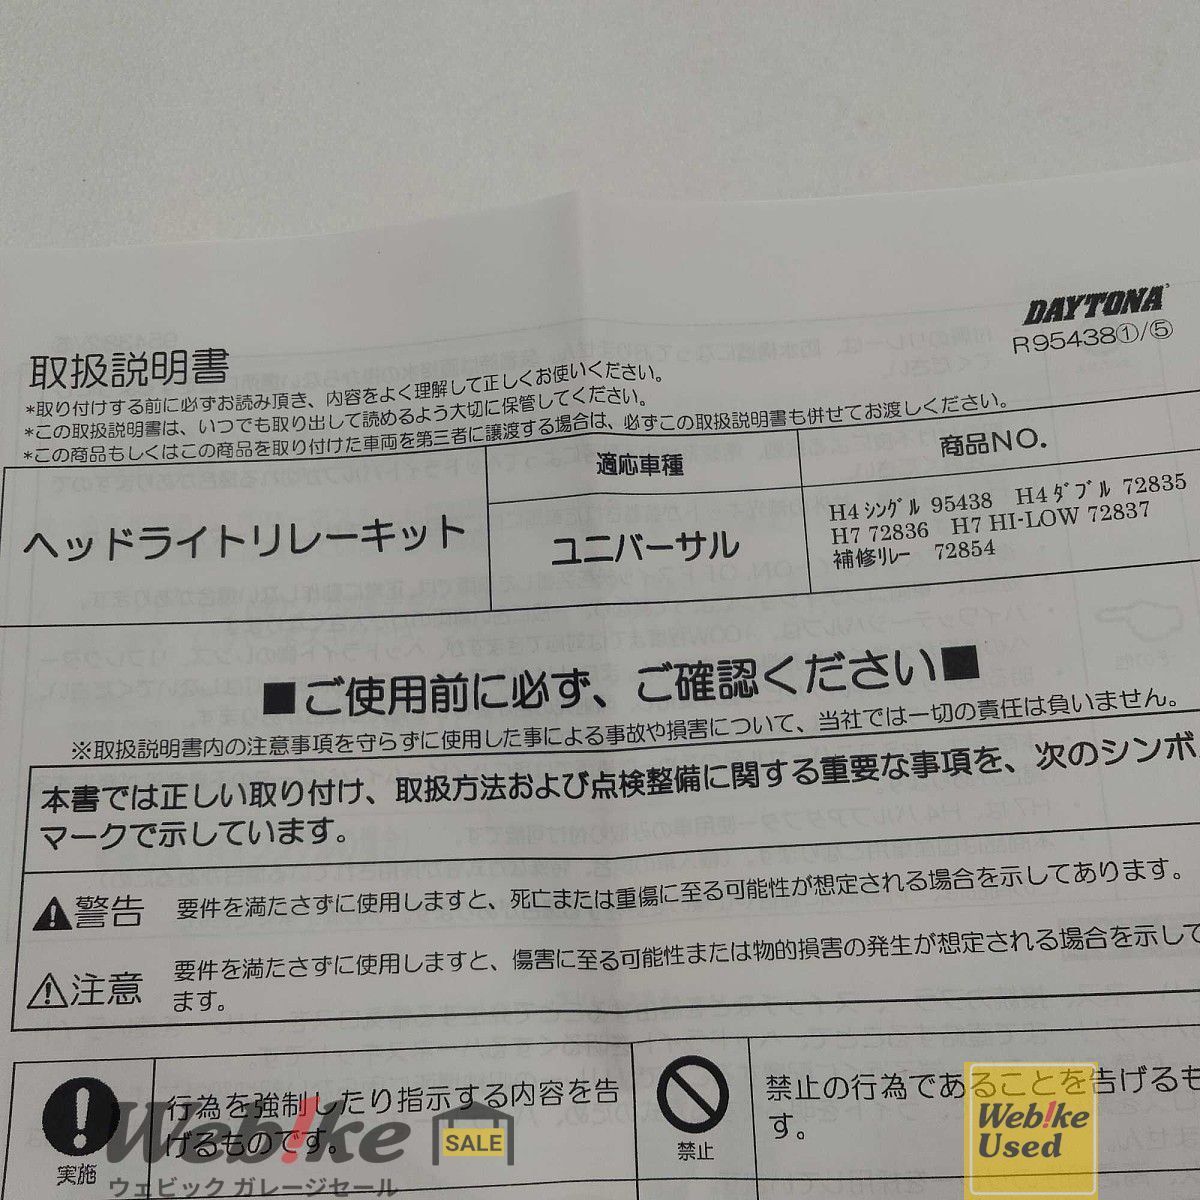 DAYTONA
R95438①/⑤
取扱説明書
*取り付けする前に必ずお読み頂き、内容をよく理解して正しくお使いください。
*この取扱説明書は、いつでも取り出して読めるよう大切に保管してください。
*この商品もしくはこの商品を取り付けた車両を第三者に譲渡する場合は、必ずこの取扱説明書も併せてお渡しください。
ヘッドライトリレーキット
適応車種
ユニバーサル
商品NO.
H4 ｼﾝｸﾞﾙ 95438 H4 ﾀﾞﾌﾞﾙ 72835
H7 72836 H7 HI-LOW 72837
補修ﾘﾚｰ 72854
■ご使用前に必ず、ご確認ください■
※取扱説明書内の注意事項を守らずに使用した事による事故や損害について、当社では一切の責任は負いません。
本書では正しい取り付け、取扱方法および点検整備に関する重要な事項を、次のシンボ
マークで示しています。
警告 要件を満たさずに使用しますと、死亡または重傷に至る可能性が想定される場合を示してあります。
注意 要件を満たさずに使用しますと、傷害に至る可能性または物的損害の発生が想定される場合を示して
ます。
実施
行為を強制したり指示する内容を告
げるものです。
禁止
禁止の行為であることを告げるも
す。
Web!ke SALE
ウェビック ガレージセール
Web!ke
Used